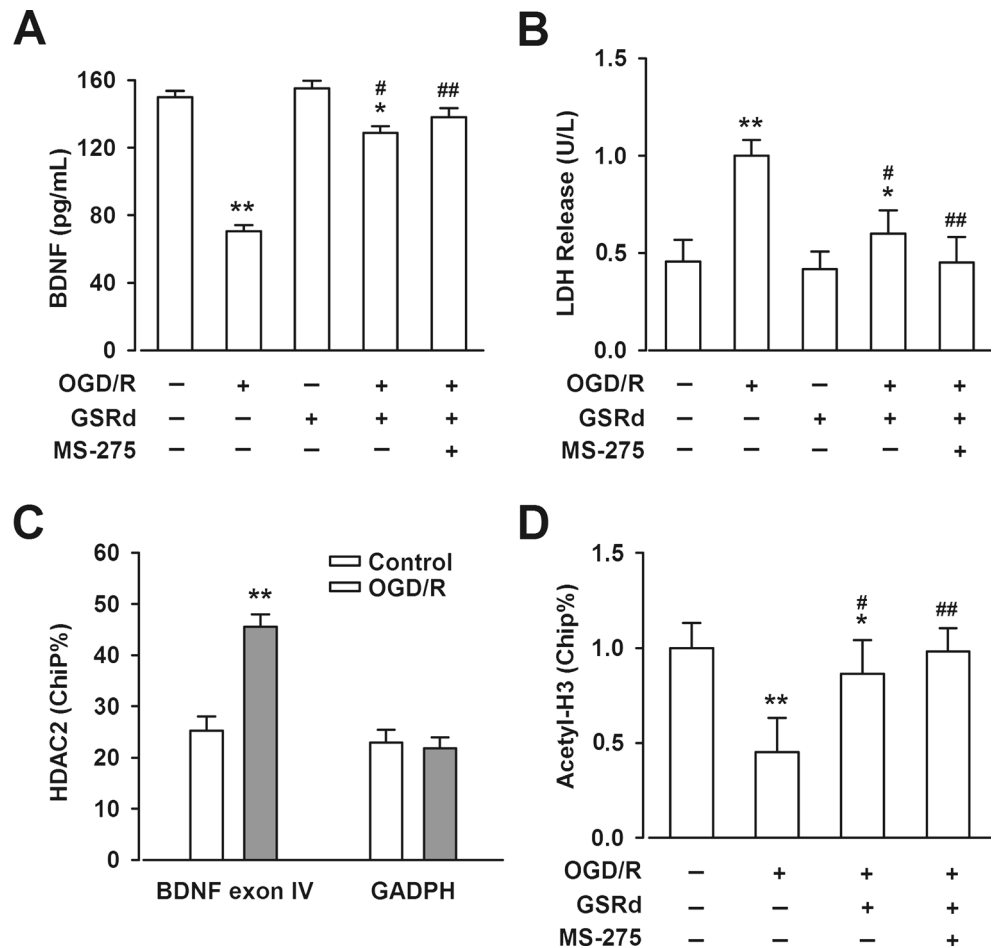 A
BDNF (pg/mL)
160
120
80
40
0
**
#
*
##
OGD/R – + – + +
GSRd – – + + +
MS-275 – – – – +
B
LDH Release (U/L)
1.5
1.0
0.5
0.0
**
#
*
##
OGD/R – + – + +
GSRd – – + + +
MS-275 – – – – +
C
HDAC2 (ChiP%)
60
50
40
30
20
10
0
**
Control
OGD/R
BDNF exon IV GADPH
D
Acetyl-H3 (Chip%)
1.5
1.0
0.5
0.0
**
#
*
##
OGD/R – + + +
GSRd – – + +
MS-275 – – – +